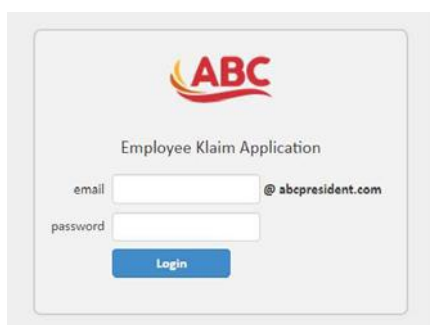 ABC
Employee Klaim Application
email @ abcpresident.com
password
Login